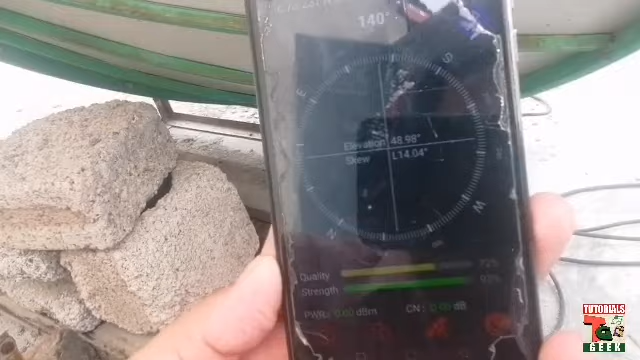 140°
S
E
Elevation 48.98°
Skew L14.04°
W
N
Quality 72%
Strength 93%
PWR: 0.00 dBm CN: 0.00 dB
TUTORIALS
GEEK